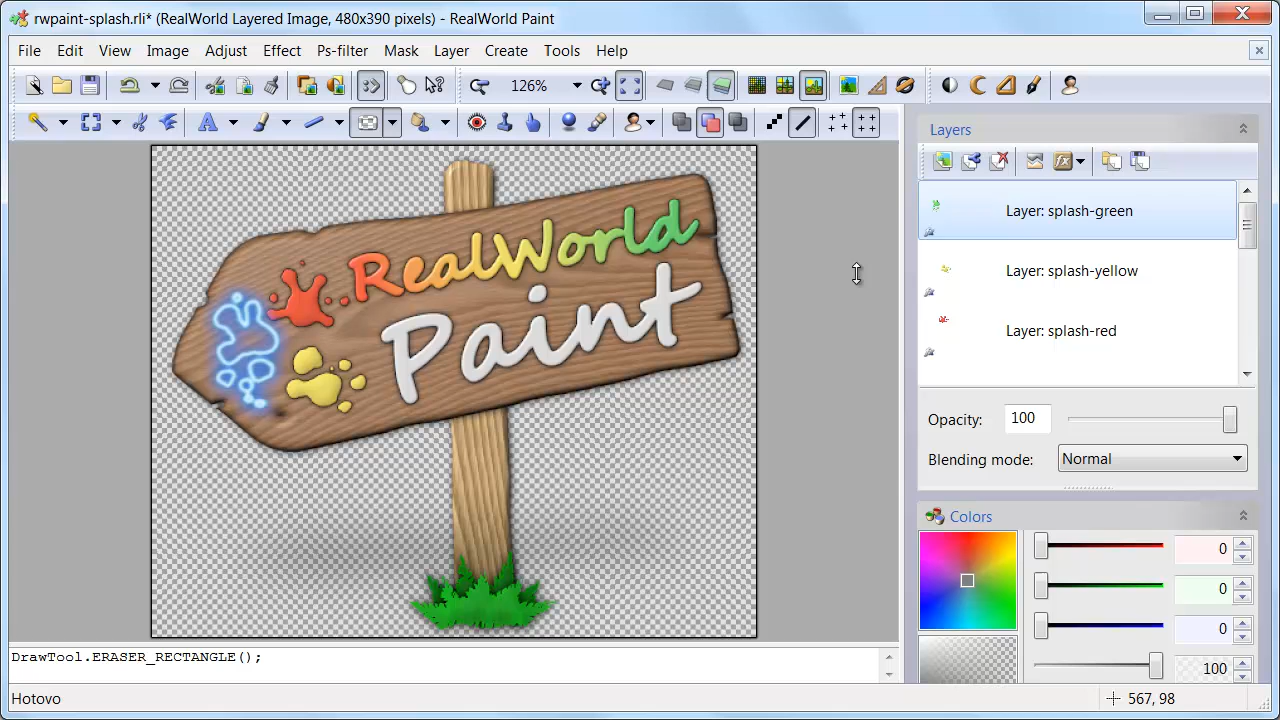 rwpaint-splash.rli* (RealWorld Layered Image, 480x390 pixels) - RealWorld Paint
File Edit View Image Adjust Effect Ps-filter Mask Layer Create Tools Help
126%
Layers
Layer: splash-green
Layer: splash-yellow
Layer: splash-red
Opacity: 100
Blending mode: Normal
RealWorld
Paint
Colors
0
0
0
100
DrawTool.ERASER_RECTANGLE();
Hotovo
567, 98